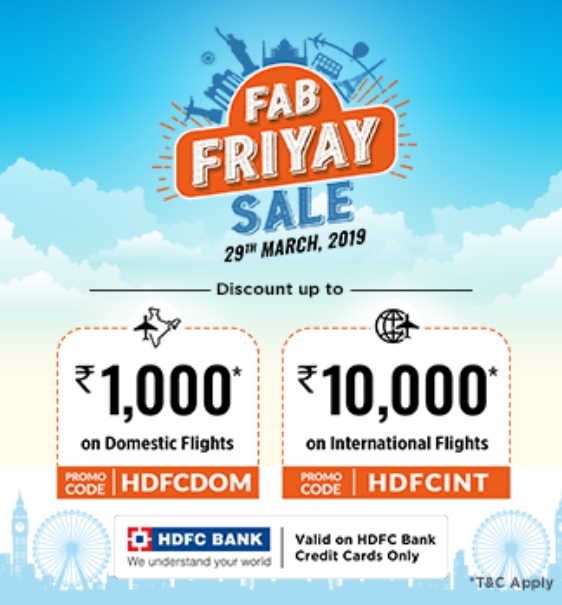 FAB
FRIYAY
SALE
29TH MARCH, 2019
Discount up to
₹1,000*
on Domestic Flights
PROMO CODE | HDFCDOM
₹10,000*
on International Flights
PROMO CODE | HDFCINT
HDFC BANK
We understand your world
Valid on HDFC Bank
Credit Cards Only
*T&C Apply